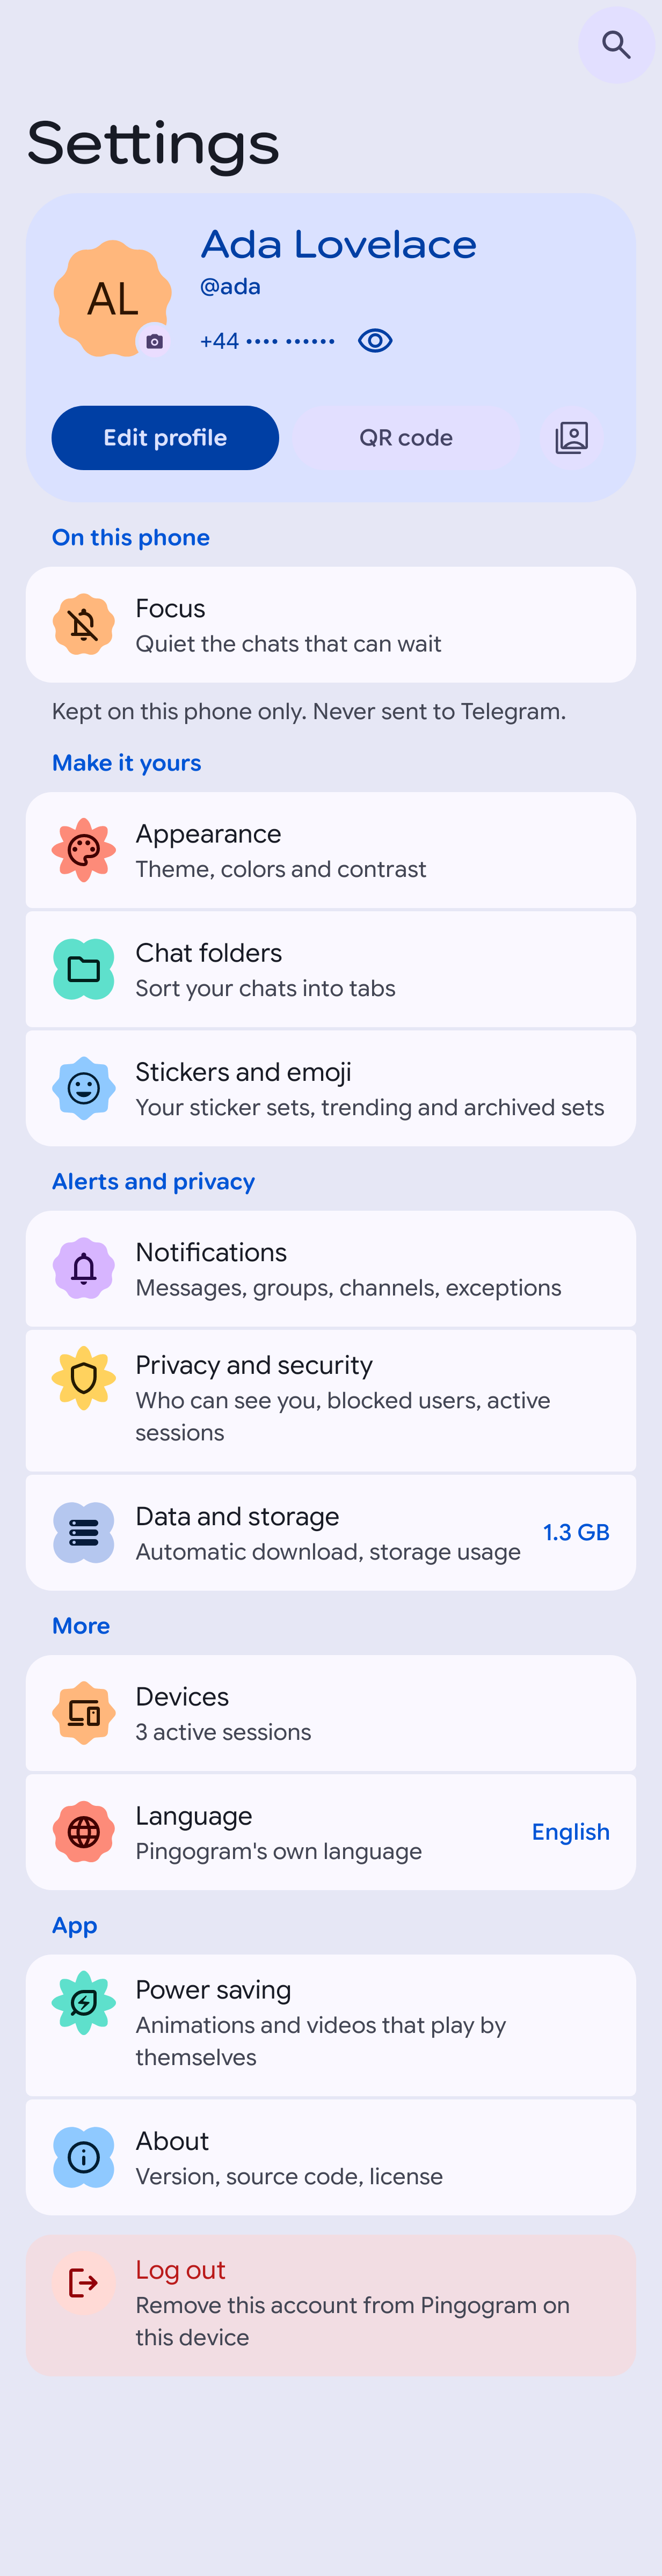 Settings
Ada Lovelace
AL
@ada
+44 •••• ••••••
Edit profile
QR code
On this phone
Focus
Quiet the chats that can wait
Kept on this phone only. Never sent to Telegram.
Make it yours
Appearance
Theme, colors and contrast
Chat folders
Sort your chats into tabs
Stickers and emoji
Your sticker sets, trending and archived sets
Alerts and privacy
Notifications
Messages, groups, channels, exceptions
Privacy and security
Who can see you, blocked users, active
sessions
Data and storage
Automatic download, storage usage
1.3 GB
More
Devices
3 active sessions
Language
Pingogram's own language
English
App
Power saving
Animations and videos that play by
themselves
About
Version, source code, license
Log out
Remove this account from Pingogram on
this device